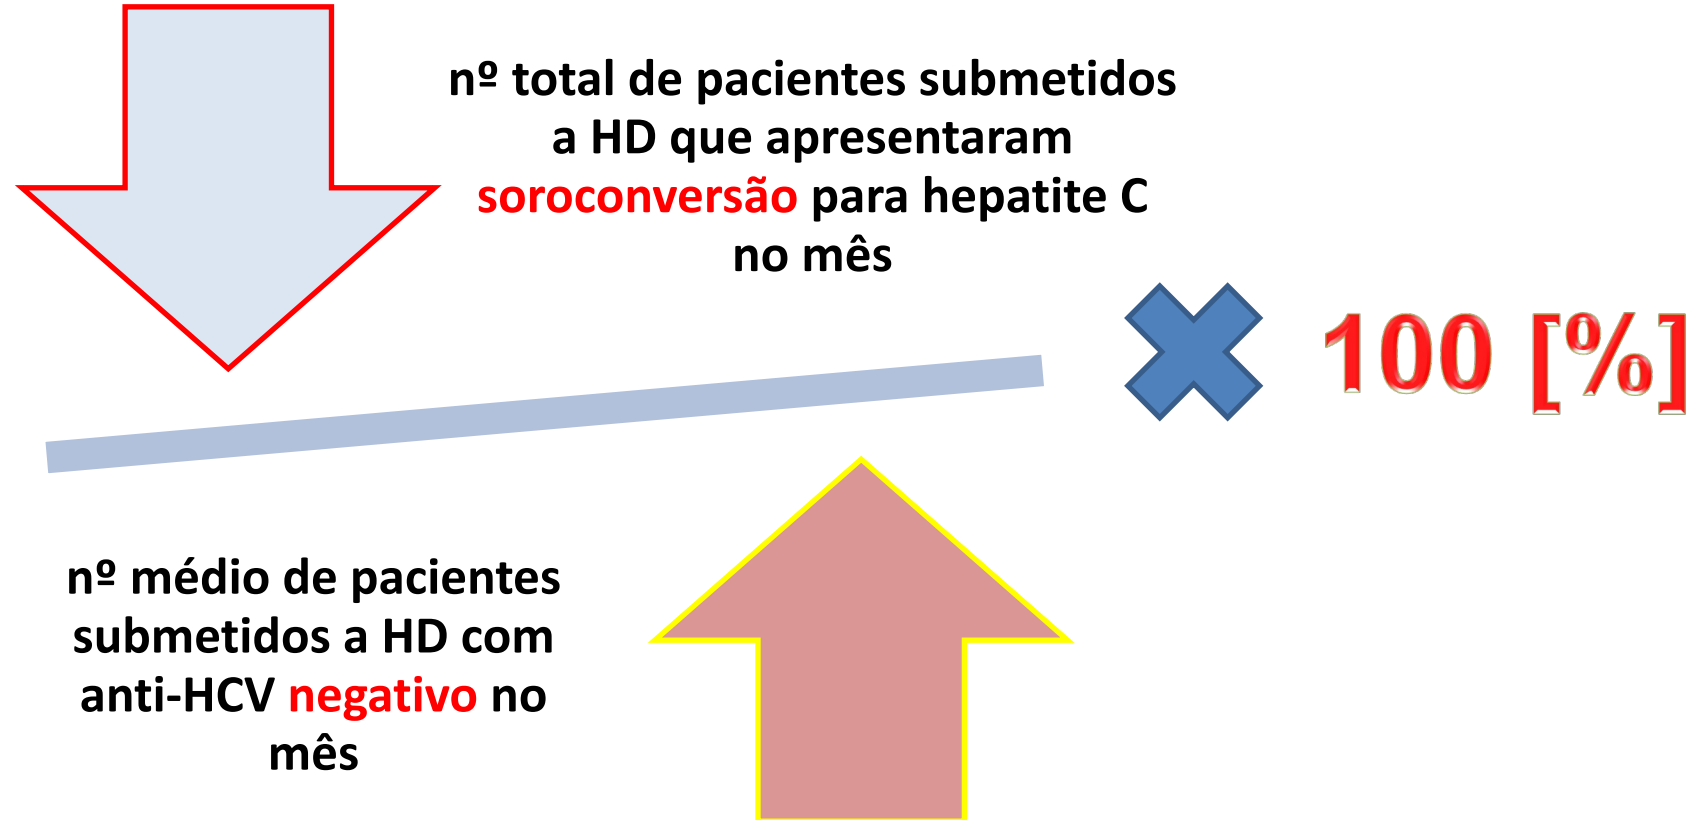 nº total de pacientes submetidos
a HD que apresentaram
soroconversão para hepatite C
no mês
100 [%]
nº médio de pacientes
submetidos a HD com
anti-HCV negativo no
mês